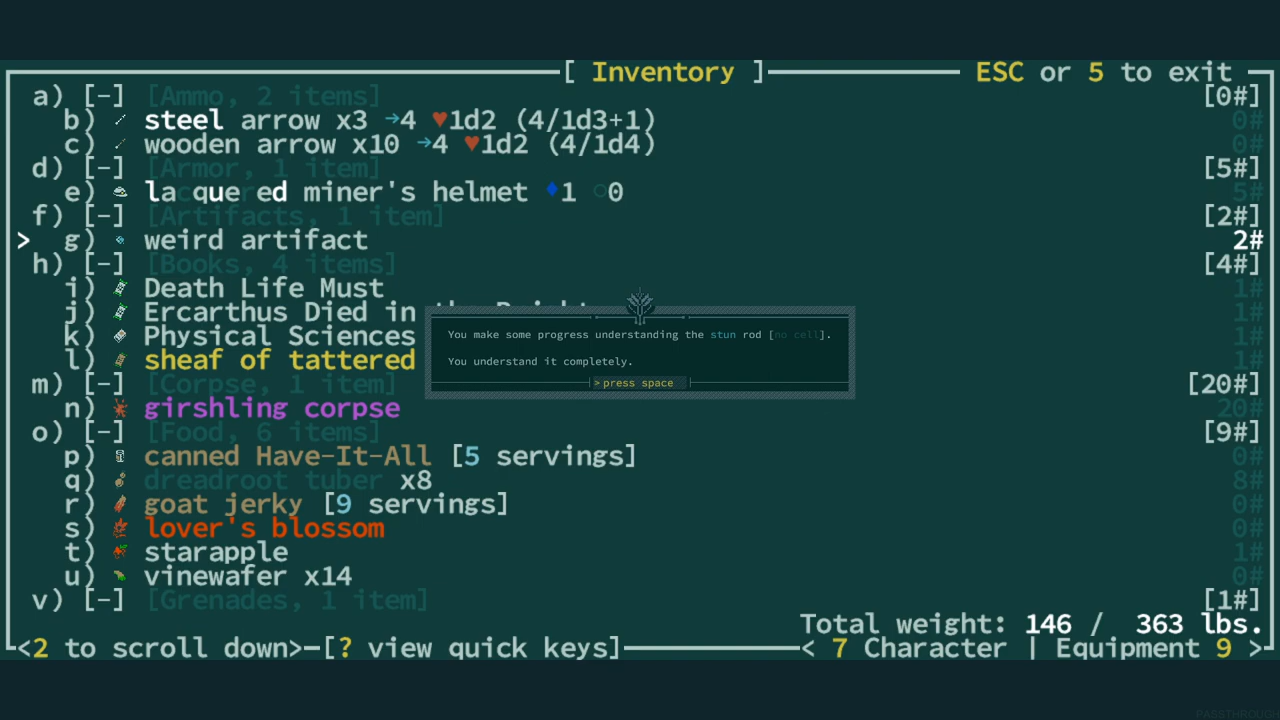 [ Inventory ] ESC or 5 to exit
a) [-] [Ammo, 2 items] [0#]
b) steel arrow x3 →4 ♥1d2 (4/1d3+1) 0#
c) wooden arrow x10 →4 ♥1d2 (4/1d4) 0#
d) [-] [Armor, 1 item] [5#]
e) lacquered miner's helmet ♦1 ○0 5#
f) [-] [Artifacts, 1 item] [2#]
> g) weird artifact 2#
h) [-] [Books, 4 items] [4#]
i) Death Life Must 1#
j) Ercarthus Died in the 1#
k) Physical Sciences 1#
l) sheaf of tattered 1#
m) [-] [Corpse, 1 item] [20#]
n) girshling corpse 20#
o) [-] [Food, 6 items] [9#]
p) canned Have-It-All [5 servings] 0#
q) dreadroot tuber x8 8#
r) goat jerky [9 servings] 0#
s) lover's blossom 0#
t) starapple 1#
u) vinewafer x14 0#
v) [-] [Grenades, 1 item] [1#]
Total weight: 146 / 363 lbs.
<2 to scroll down> [? view quick keys] < 7 Character | Equipment 9 >
You make some progress understanding the stun rod [no cell].
You understand it completely.
> press space
PASSTHROUGH